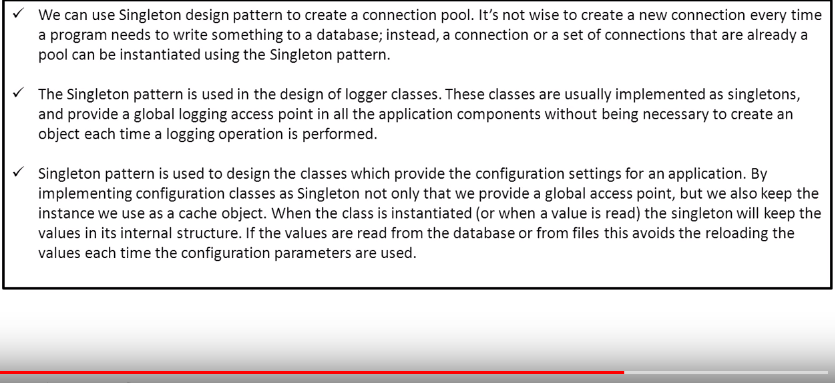 ✓ We can use Singleton design pattern to create a connection pool. It's not wise to create a new connection every time
a program needs to write something to a database; instead, a connection or a set of connections that are already a
pool can be instantiated using the Singleton pattern.
✓ The Singleton pattern is used in the design of logger classes. These classes are usually implemented as singletons,
and provide a global logging access point in all the application components without being necessary to create an
object each time a logging operation is performed.
✓ Singleton pattern is used to design the classes which provide the configuration settings for an application. By
implementing configuration classes as Singleton not only that we provide a global access point, but we also keep the
instance we use as a cache object. When the class is instantiated (or when a value is read) the singleton will keep the
values in its internal structure. If the values are read from the database or from files this avoids the reloading the
values each time the configuration parameters are used.